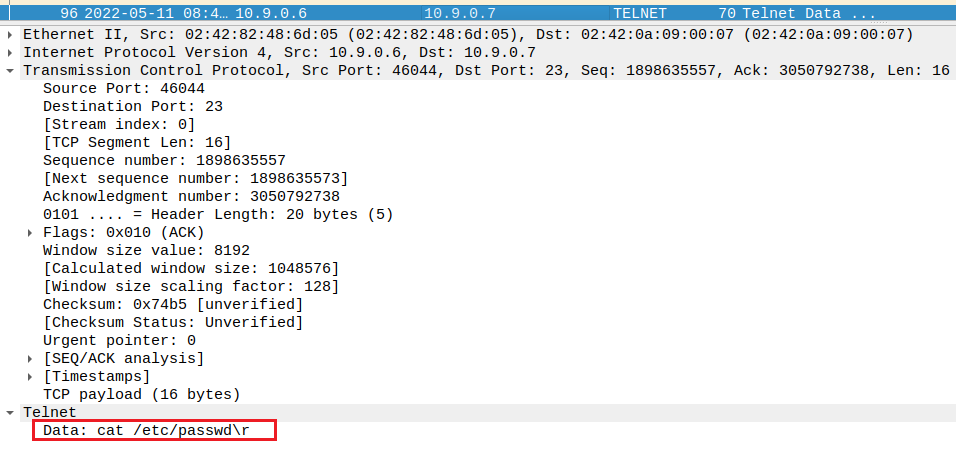 96 2022-05-11 08:4… 10.9.0.6 10.9.0.7 TELNET 70 Telnet Data ...
Ethernet II, Src: 02:42:82:48:6d:05 (02:42:82:48:6d:05), Dst: 02:42:0a:09:00:07 (02:42:0a:09:00:07)
Internet Protocol Version 4, Src: 10.9.0.6, Dst: 10.9.0.7
Transmission Control Protocol, Src Port: 46044, Dst Port: 23, Seq: 1898635557, Ack: 3050792738, Len: 16
Source Port: 46044
Destination Port: 23
[Stream index: 0]
[TCP Segment Len: 16]
Sequence number: 1898635557
[Next sequence number: 1898635573]
Acknowledgment number: 3050792738
0101 .... = Header Length: 20 bytes (5)
Flags: 0x010 (ACK)
Window size value: 8192
[Calculated window size: 1048576]
[Window size scaling factor: 128]
Checksum: 0x74b5 [unverified]
[Checksum Status: Unverified]
Urgent pointer: 0
[SEQ/ACK analysis]
[Timestamps]
TCP payload (16 bytes)
Telnet
Data: cat /etc/passwd\r